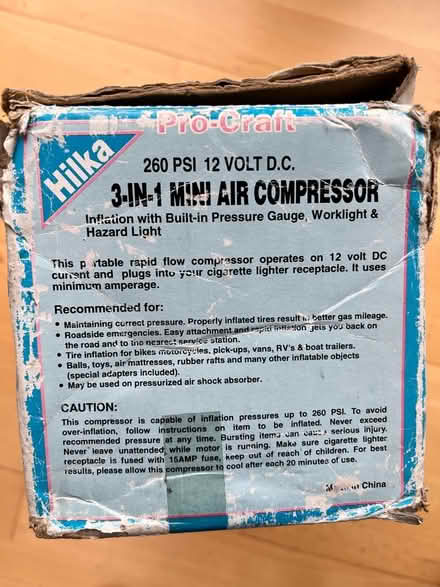 Hilka
Pro-Craft
260 PSI 12 VOLT D.C.
3-IN-1 MINI AIR COMPRESSOR
Inflation with Built-in Pressure Gauge, Worklight &
Hazard Light
This portable rapid flow compressor operates on 12 volt DC
current and plugs into your cigarette lighter receptacle. It uses
minimum amperage.
Recommended for:
• Maintaining correct pressure. Properly inflated tires result in better gas mileage.
• Roadside emergencies. Easy attachment and rapid inflation gets you back on
the road and to the nearest service station.
• Tire inflation for bikes motorcycles, pick-ups, vans, RV's & boat trailers.
• Balls, toys, air mattresses, rubber rafts and many other inflatable objects
(special adapters included).
• May be used on pressurized air shock absorber.
CAUTION:
This compressor is capable of inflation pressures up to 260 PSI. To avoid
over-inflation, follow instructions on item to be inflated. Never exceed
recommended pressure at any time. Bursting items can cause serious injury.
Never leave unattended while motor is running. Make sure cigarette lighter
receptacle is fused with 15AMP fuse, keep out of reach of children. For best
results, please allow this compressor to cool after each 20 minutes of use.
Made in China